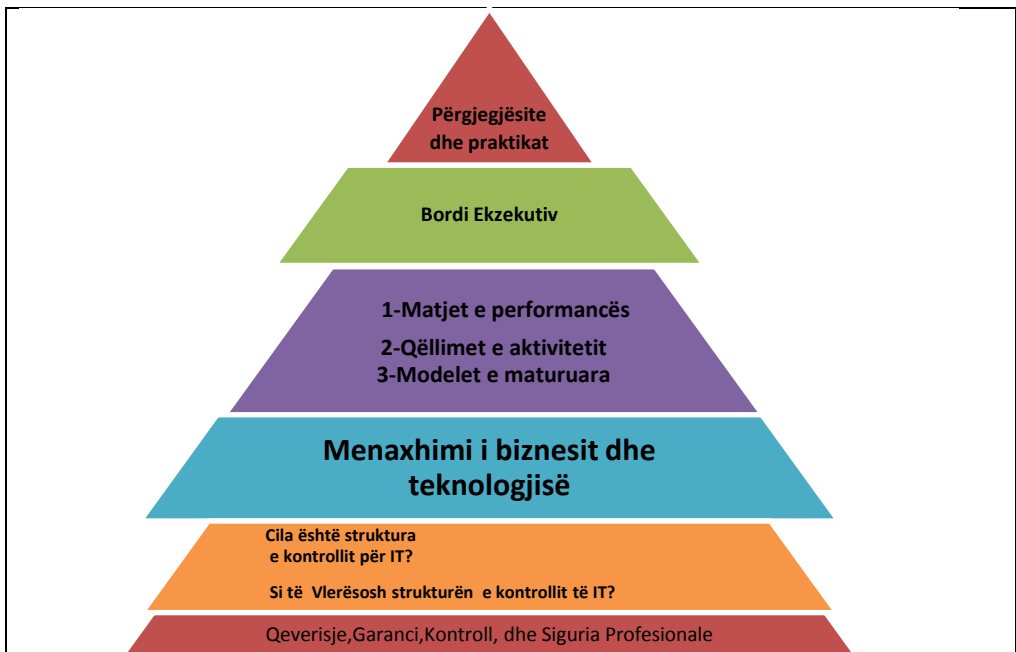 Përgjegjësite
dhe praktikat
Bordi Ekzekutiv
1-Matjet e performancës
2-Qëllimet e aktivitetit
3-Modelet e maturuara
Menaxhimi i biznesit dhe
teknologjisë
Cila është struktura
e kontrollit për IT?
Si të Vlerësosh strukturën e kontrollit të IT?
Qeverisje,Garanci,Kontroll, dhe Siguria Profesionale